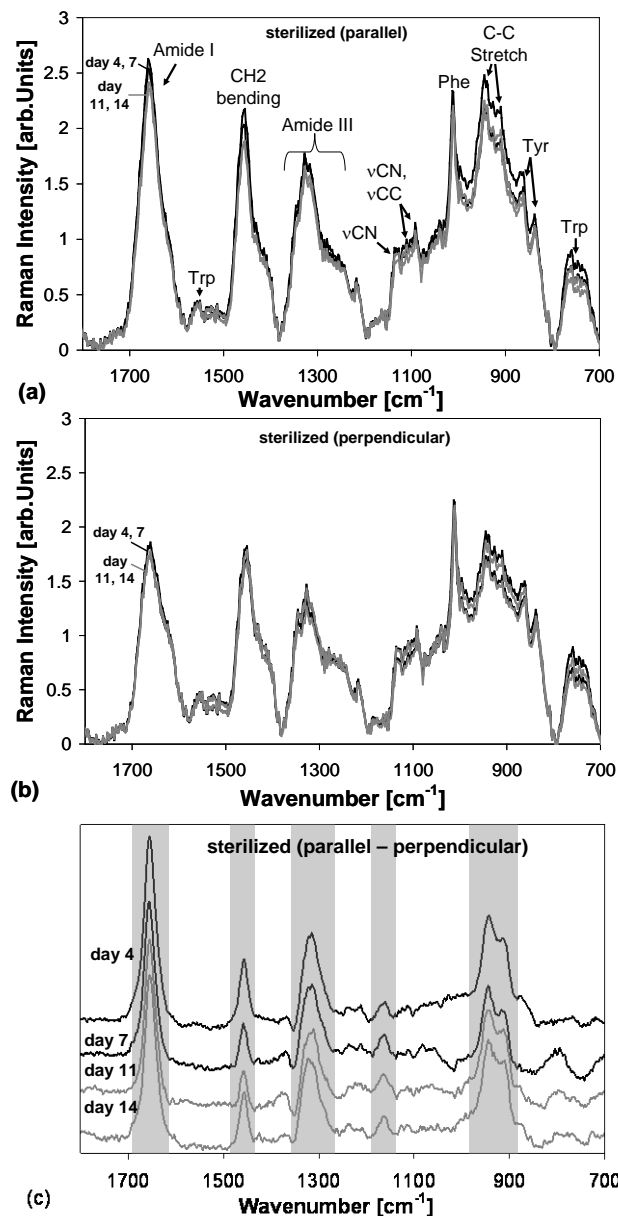 sterilized (parallel)
Raman Intensity [arb.Units]
3
2.5
2
1.5
1
0.5
0
day 4, 7
day
11, 14
Amide I
Trp
CH2
bending
Amide III
νCN,
νCC
νCN
Phe
C-C
Stretch
Tyr
Trp
1700 1500 1300 1100 900 700
Wavenumber [cm-1]
(a)
sterilized (perpendicular)
Raman Intensity [arb.Units]
3
2.5
2
1.5
1
0.5
0
day 4, 7
day
11, 14
1700 1500 1300 1100 900 700
Wavenumber [cm-1]
(b)
sterilized (parallel – perpendicular)
day 4
day 7
day 11
day 14
1700 1500 1300 1100 900 700
Wavenumber [cm-1]
(c)